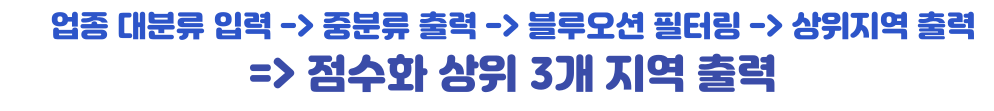 업종 대분류 입력 -> 중분류 출력 -> 블루오션 필터링 -> 상위지역 출력
=> 점수화 상위 3개 지역 출력